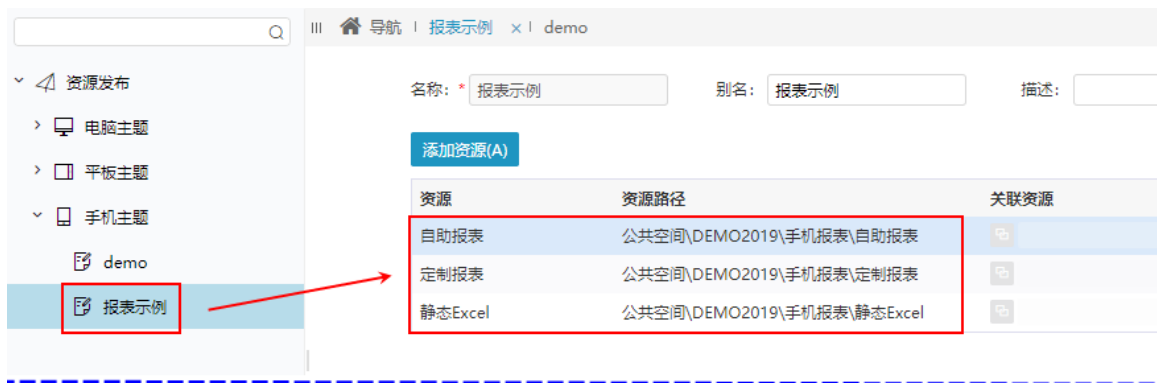 导航 报表示例 × demo
资源发布
电脑主题
平板主题
手机主题
demo
报表示例
名称: * 报表示例 别名: 报表示例 描述:
添加资源(A)
资源 资源路径 关联资源
自助报表 公共空间\DEMO2019\手机报表\自助报表
定制报表 公共空间\DEMO2019\手机报表\定制报表
静态Excel 公共空间\DEMO2019\手机报表\静态Excel